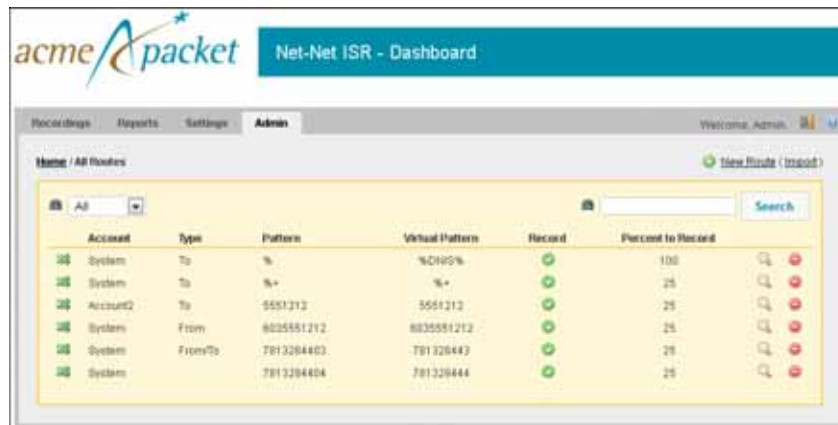 acme packet
Net-Net ISR - Dashboard
Recordings Reports Settings Admin Welcome, Admin.
Home / All Routes New Route (Import)
All Search
Account Type Pattern Virtual Pattern Record Percent to Record
System To % %DNIS% 100
System To %+ %+ 25
Account2 To 5551212 5551212 25
System From 6035551212 6035551212 25
System From/To 7813284403 781328443 25
System 7813284404 781328444 25